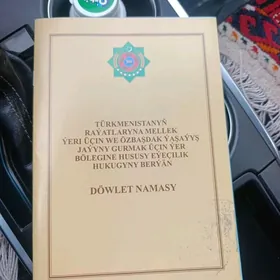 TÜRKMENISTANYŇ
RAÝATLARYNA MELLEK
ÝERI ÜÇIN WE ÖZBAŞDAK ÝAŞAÝYŞ
JAÝYNY GURMAK ÜÇIN ÝER
BÖLEGINE HUSUSY EÝEÇILIK
HUKUGYNY BERÝÄN
DÖWLET NAMASY